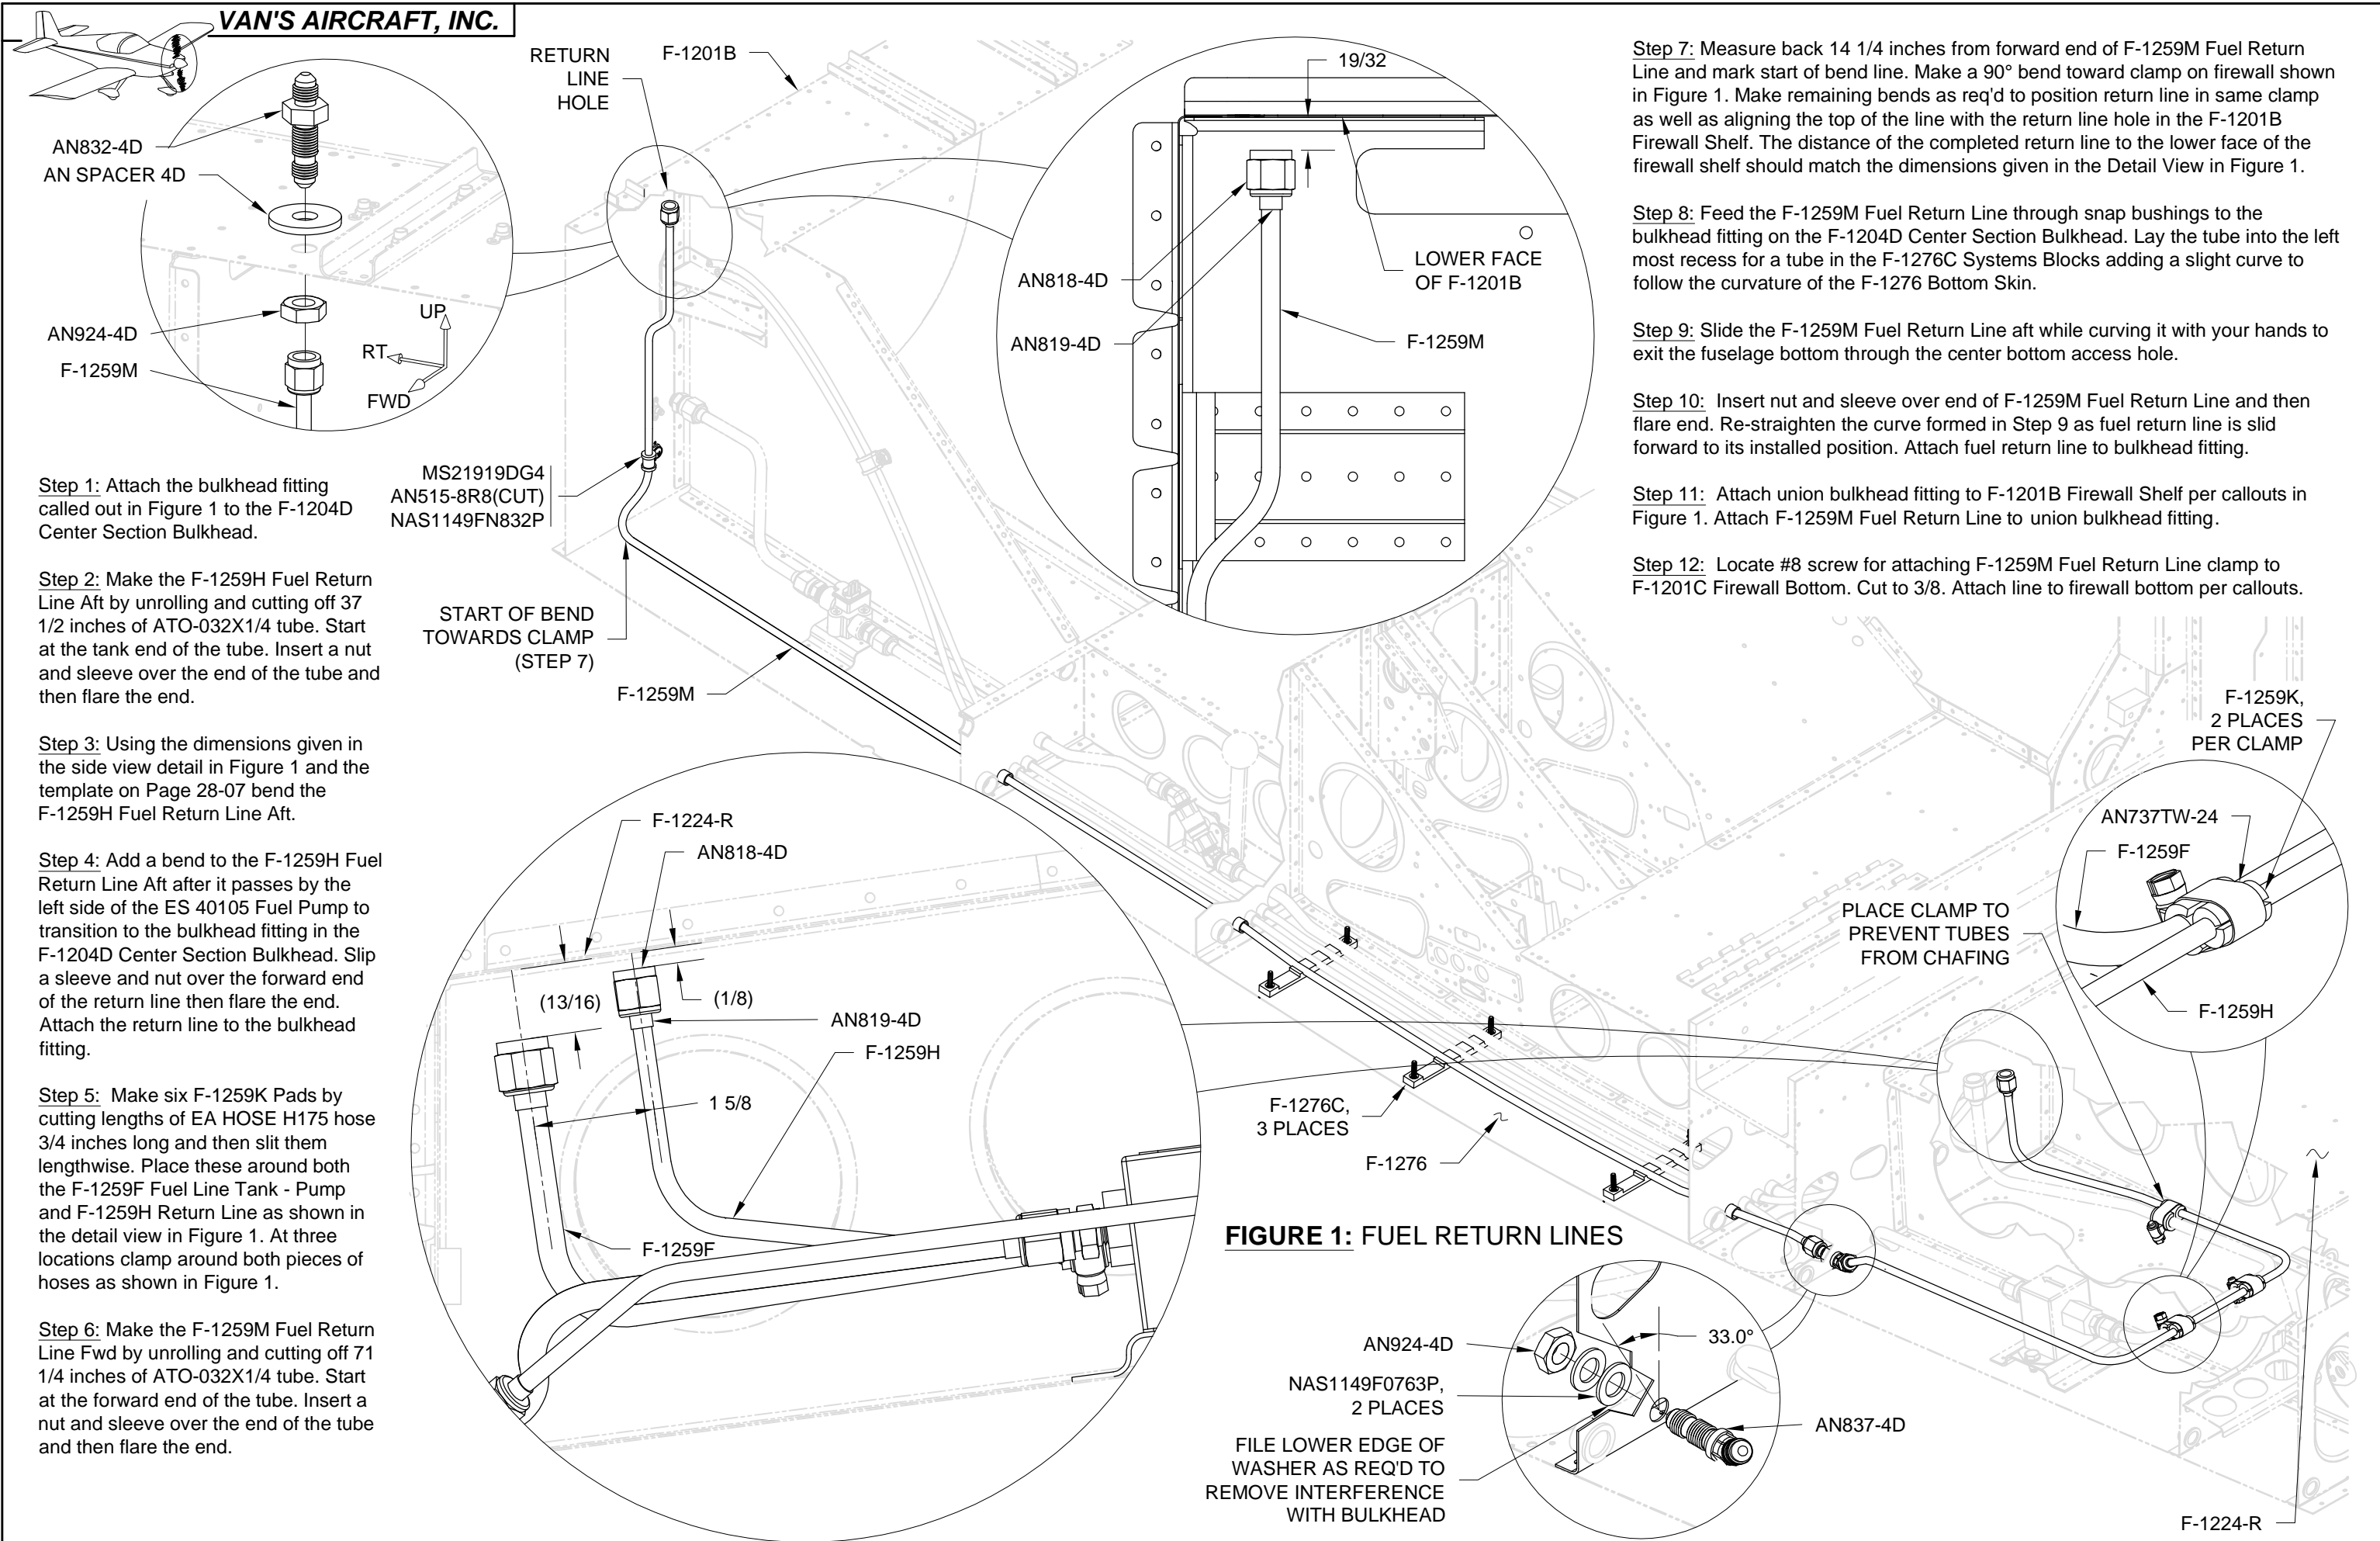 VAN'S AIRCRAFT, INC.
AN832-4D
AN SPACER 4D
AN924-4D
F-1259M
UP
RT
FWD
RETURN
LINE
HOLE
F-1201B
MS21919DG4
AN515-8R8(CUT)
NAS1149FN832P
START OF BEND
TOWARDS CLAMP
(STEP 7)
F-1259M
19/32
AN818-4D
AN819-4D
LOWER FACE
OF F-1201B
F-1259M
Step 1: Attach the bulkhead fitting
called out in Figure 1 to the F-1204D
Center Section Bulkhead.
Step 2: Make the F-1259H Fuel Return
Line Aft by unrolling and cutting off 37
1/2 inches of ATO-032X1/4 tube. Start
at the tank end of the tube. Insert a nut
and sleeve over the end of the tube and
then flare the end.
Step 3: Using the dimensions given in
the side view detail in Figure 1 and the
template on Page 28-07 bend the
F-1259H Fuel Return Line Aft.
Step 4: Add a bend to the F-1259H Fuel
Return Line Aft after it passes by the
left side of the ES 40105 Fuel Pump to
transition to the bulkhead fitting in the
F-1204D Center Section Bulkhead. Slip
a sleeve and nut over the forward end
of the return line then flare the end.
Attach the return line to the bulkhead
fitting.
Step 5: Make six F-1259K Pads by
cutting lengths of EA HOSE H175 hose
3/4 inches long and then slit them
lengthwise. Place these around both
the F-1259F Fuel Line Tank - Pump
and F-1259H Return Line as shown in
the detail view in Figure 1. At three
locations clamp around both pieces of
hoses as shown in Figure 1.
Step 6: Make the F-1259M Fuel Return
Line Fwd by unrolling and cutting off 71
1/4 inches of ATO-032X1/4 tube. Start
at the forward end of the tube. Insert a
nut and sleeve over the end of the tube
and then flare the end.
Step 7: Measure back 14 1/4 inches from forward end of F-1259M Fuel Return
Line and mark start of bend line. Make a 90° bend toward clamp on firewall shown
in Figure 1. Make remaining bends as req'd to position return line in same clamp
as well as aligning the top of the line with the return line hole in the F-1201B
Firewall Shelf. The distance of the completed return line to the lower face of the
firewall shelf should match the dimensions given in the Detail View in Figure 1.
Step 8: Feed the F-1259M Fuel Return Line through snap bushings to the
bulkhead fitting on the F-1204D Center Section Bulkhead. Lay the tube into the left
most recess for a tube in the F-1276C Systems Blocks adding a slight curve to
follow the curvature of the F-1276 Bottom Skin.
Step 9: Slide the F-1259M Fuel Return Line aft while curving it with your hands to
exit the fuselage bottom through the center bottom access hole.
Step 10: Insert nut and sleeve over end of F-1259M Fuel Return Line and then
flare end. Re-straighten the curve formed in Step 9 as fuel return line is slid
forward to its installed position. Attach fuel return line to bulkhead fitting.
Step 11: Attach union bulkhead fitting to F-1201B Firewall Shelf per callouts in
Figure 1. Attach F-1259M Fuel Return Line to union bulkhead fitting.
Step 12: Locate #8 screw for attaching F-1259M Fuel Return Line clamp to
F-1201C Firewall Bottom. Cut to 3/8. Attach line to firewall bottom per callouts.
F-1224-R
AN818-4D
(13/16)
(1/8)
AN819-4D
F-1259H
1 5/8
F-1259F
F-1259K,
2 PLACES
PER CLAMP
AN737TW-24
F-1259F
PLACE CLAMP TO
PREVENT TUBES
FROM CHAFING
F-1259H
F-1276C,
3 PLACES
F-1276
FIGURE 1: FUEL RETURN LINES
AN924-4D
NAS1149F0763P,
2 PLACES
FILE LOWER EDGE OF
WASHER AS REQ'D TO
REMOVE INTERFERENCE
WITH BULKHEAD
33.0°
AN837-4D
F-1224-R